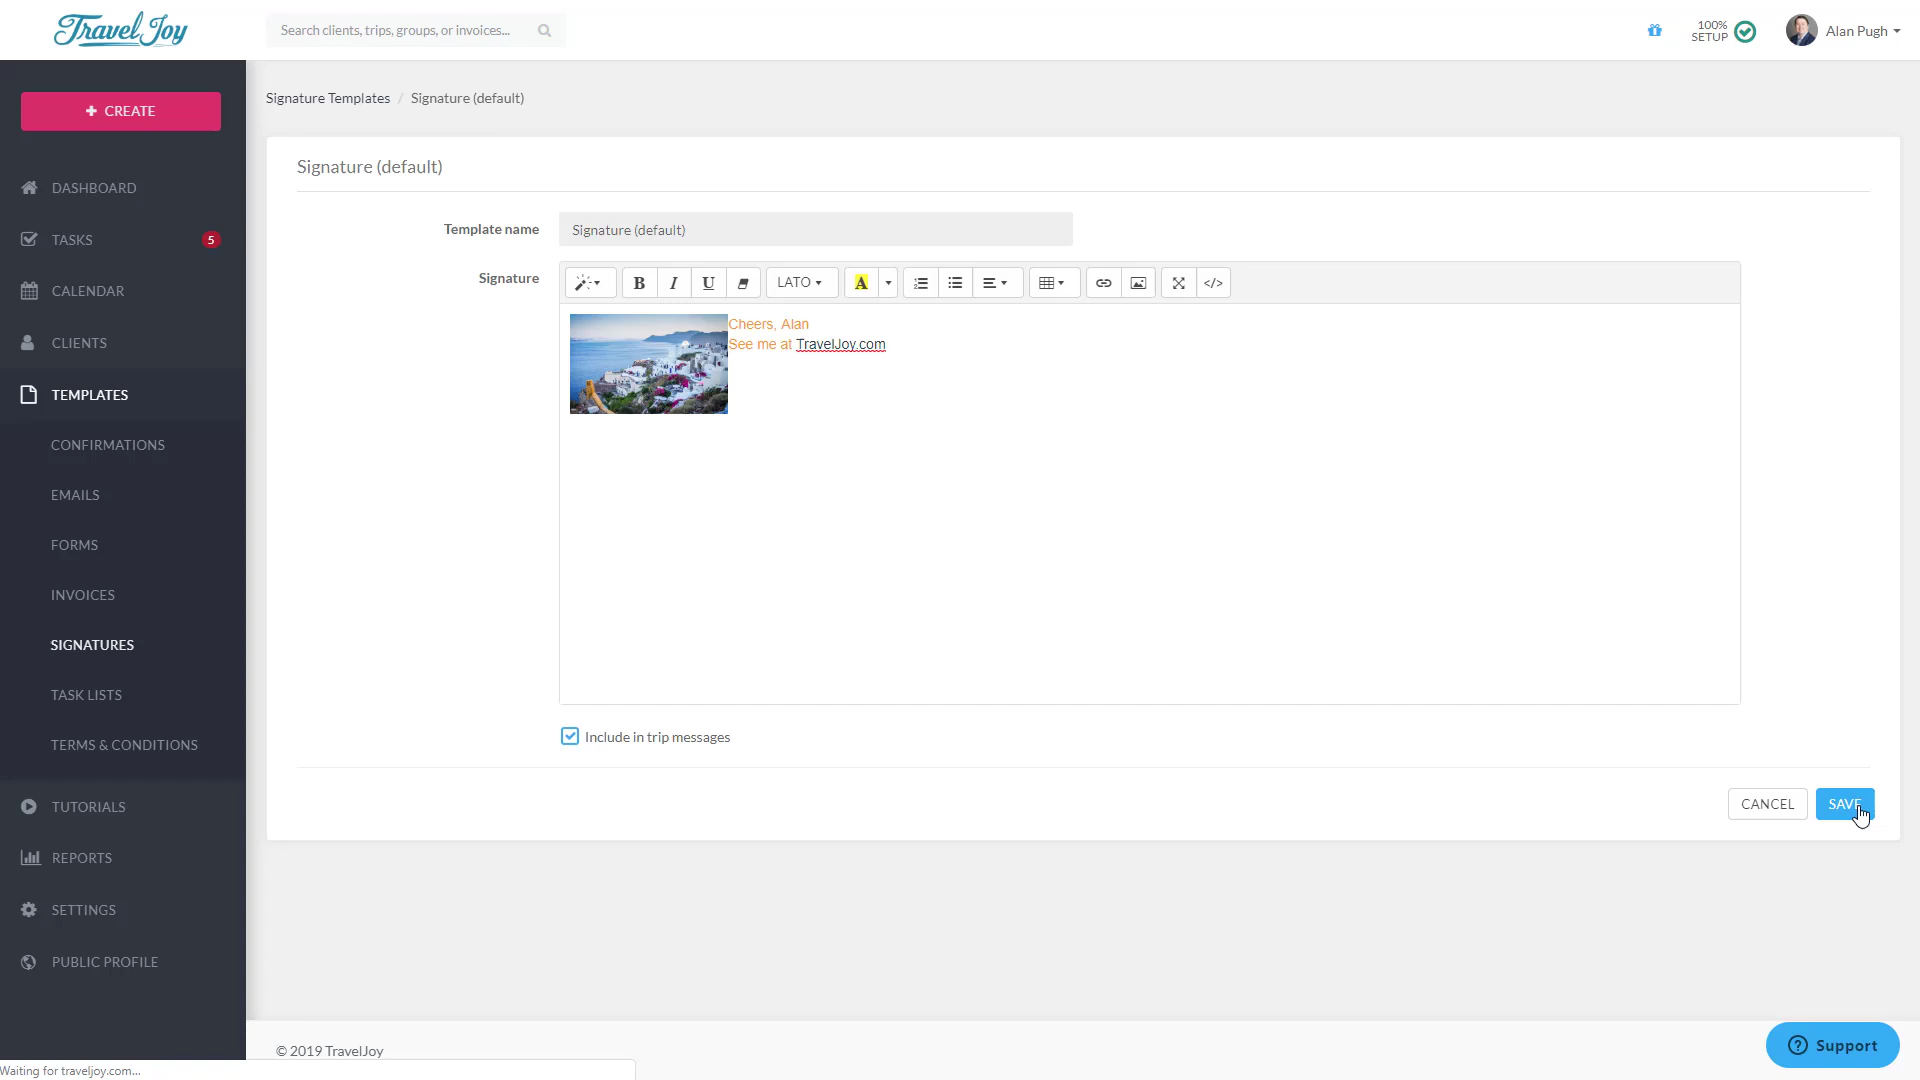 Travel Joy
Search clients, trips, groups, or invoices...
100%
SETUP
Alan Pugh
+ CREATE
DASHBOARD
TASKS
5
CALENDAR
CLIENTS
TEMPLATES
CONFIRMATIONS
EMAILS
FORMS
INVOICES
SIGNATURES
TASK LISTS
TERMS & CONDITIONS
TUTORIALS
REPORTS
SETTINGS
PUBLIC PROFILE
Signature Templates / Signature (default)
Signature (default)
Template name
Signature (default)
Signature
B I U LATO A </>
Cheers, Alan
See me at TravelJoy.com
Include in trip messages
CANCEL
SAVE
© 2019 TravelJoy
? Support
Waiting for traveljoy.com...